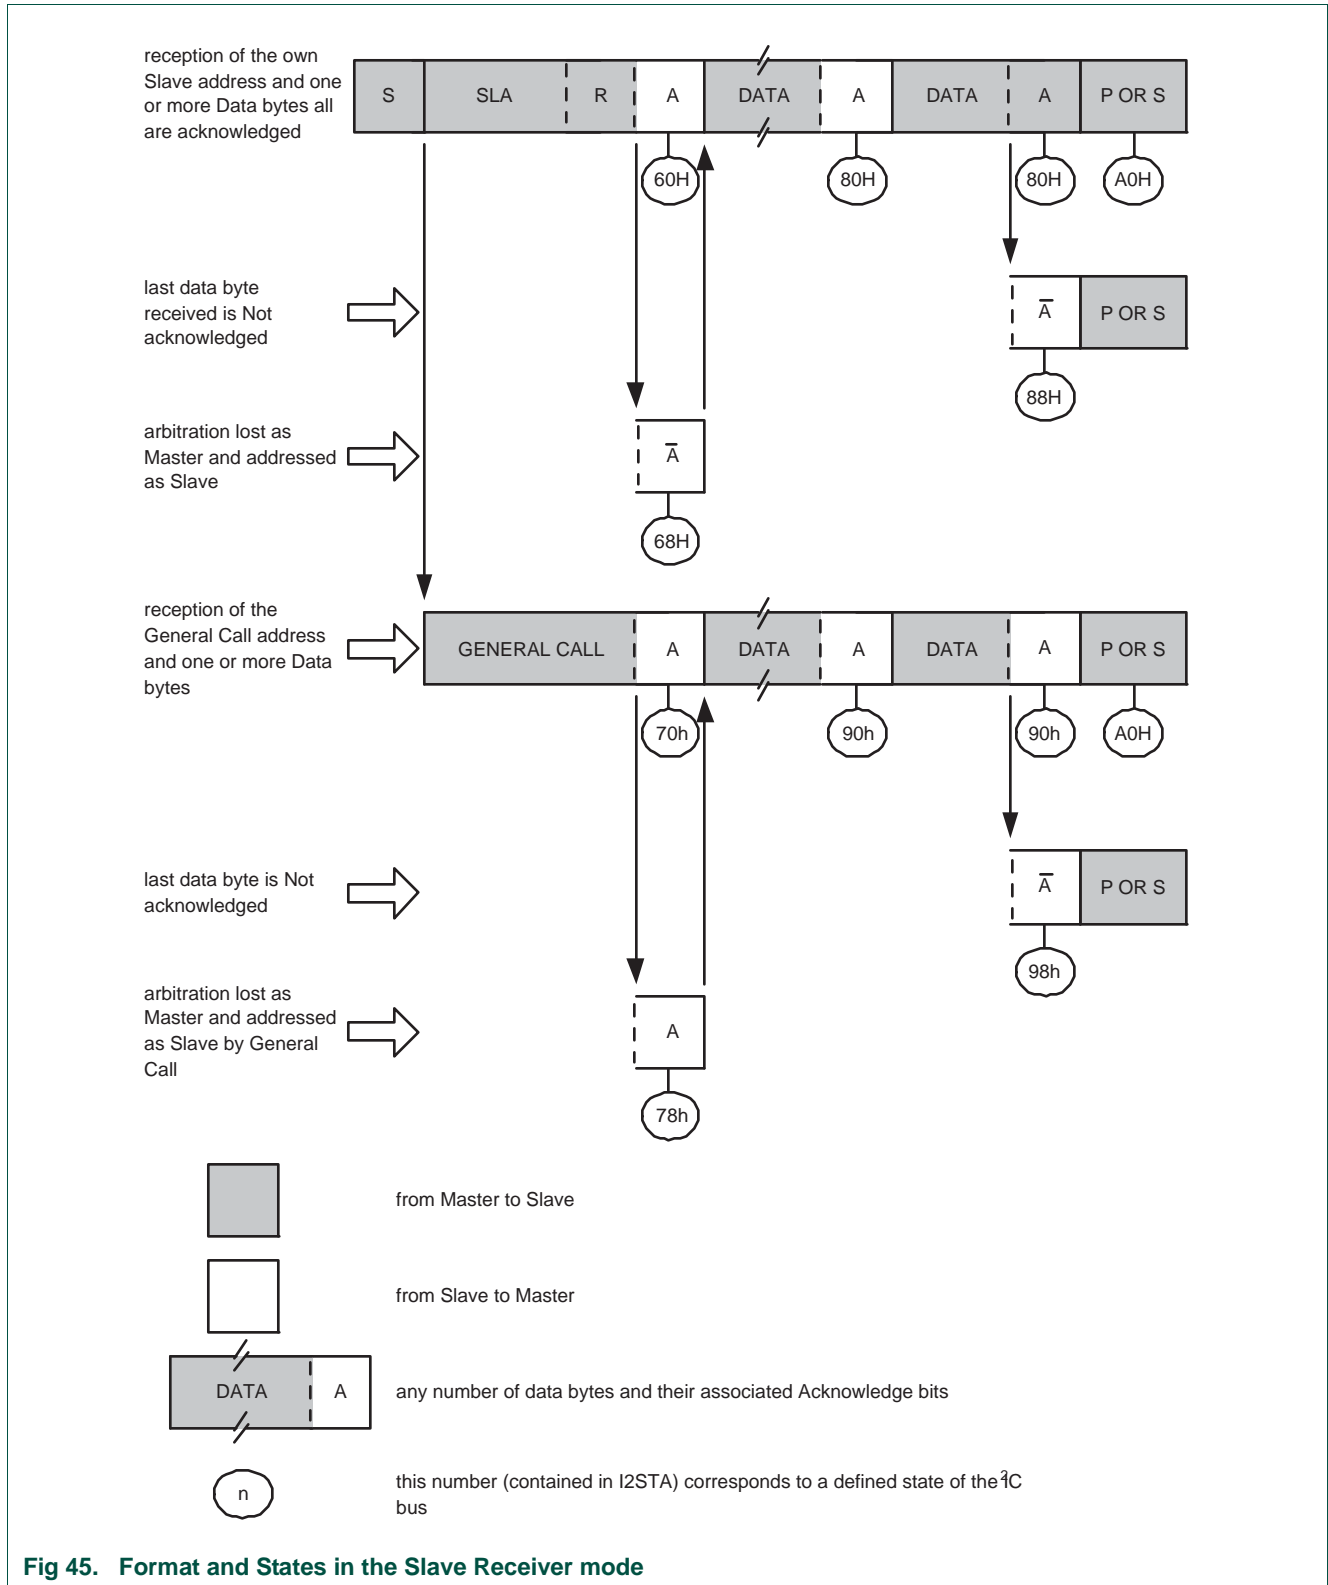 reception of the own
Slave address and one
or more Data bytes all
are acknowledged
S SLA R A DATA A DATA A P OR S
60H 80H 80H A0H
last data byte
received is Not
acknowledged
A̅ P OR S
88H
arbitration lost as
Master and addressed
as Slave
A̅
68H
reception of the
General Call address
and one or more Data
bytes
GENERAL CALL A DATA A DATA A P OR S
70h 90h 90h A0H
last data byte is Not
acknowledged
A̅ P OR S
98h
arbitration lost as
Master and addressed
as Slave by General
Call
A
78h
from Master to Slave
from Slave to Master
DATA A any number of data bytes and their associated Acknowledge bits
n this number (contained in I2STA) corresponds to a defined state of the I²C
bus
Fig 45. Format and States in the Slave Receiver mode